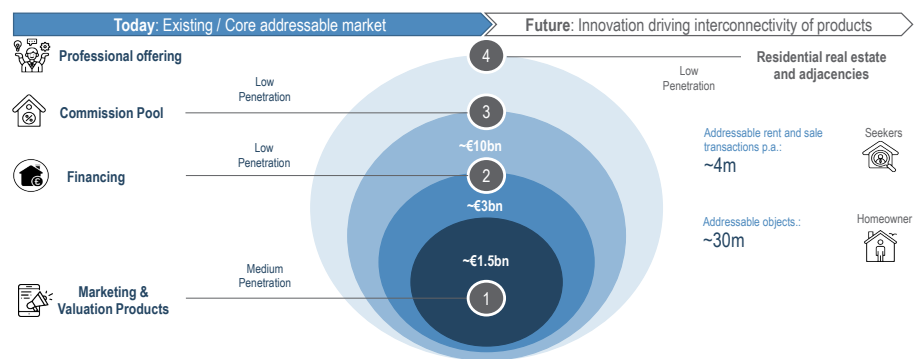 Today: Existing / Core addressable market
Future: Innovation driving interconnectivity of products
Professional offering
4
Residential real estate
and adjacencies
Low
Penetration
Low
Penetration
Commission Pool
3
~€10bn
Addressable rent and sale
transactions p.a.:
~4m
Seekers
Low
Penetration
Financing
2
~€3bn
Addressable objects.:
~30m
Homeowner
~€1.5bn
Medium
Penetration
Marketing &
Valuation Products
1